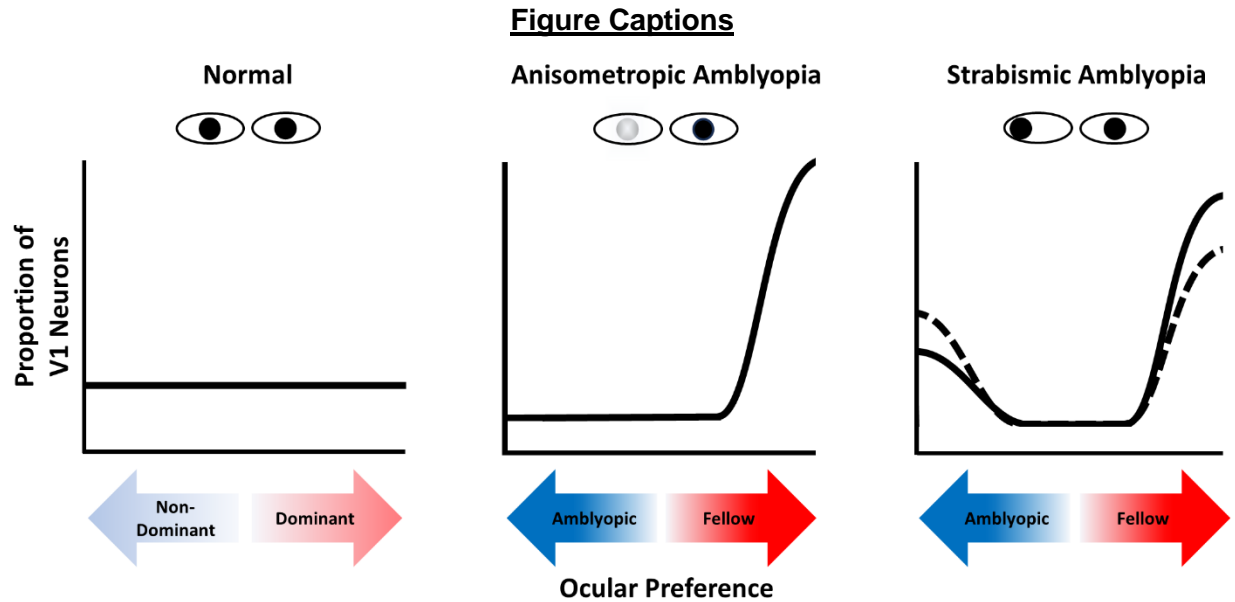 Figure Captions
Normal
Anisometropic Amblyopia
Strabismic Amblyopia
Proportion of
V1 Neurons
Non-
Dominant
Dominant
Amblyopic
Fellow
Amblyopic
Fellow
Ocular Preference